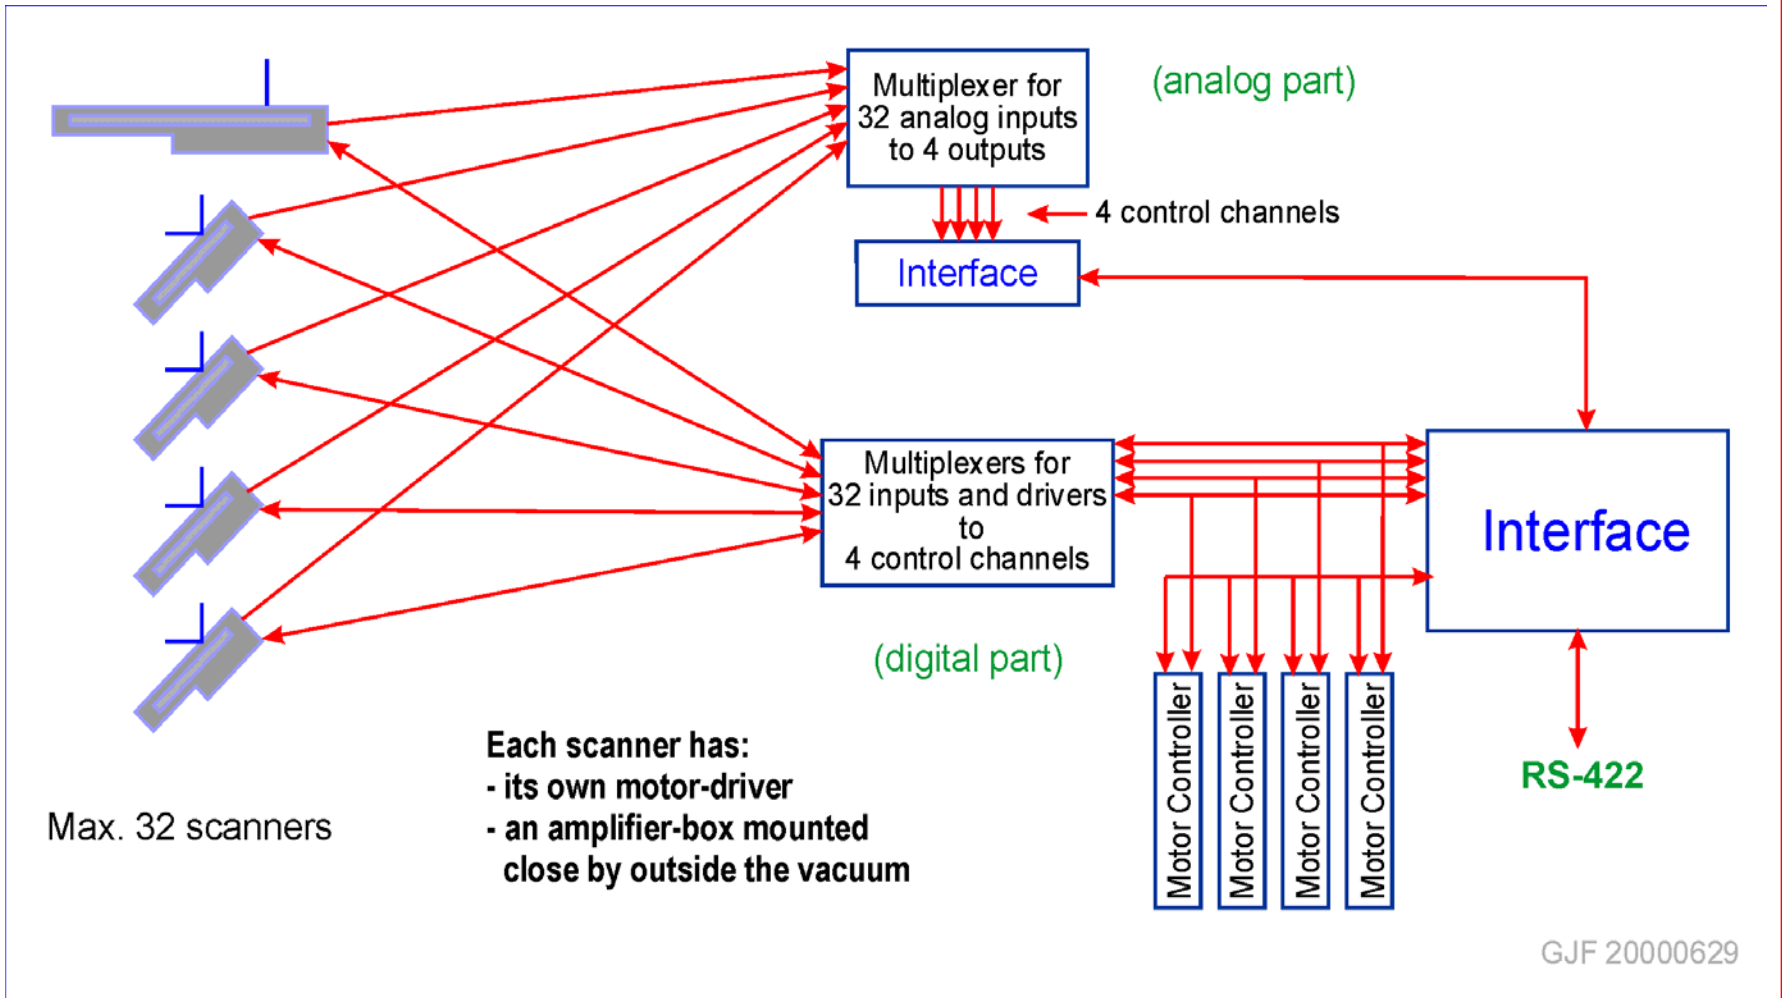 Multiplexer for
32 analog inputs
to 4 outputs
(analog part)
4 control channels
Interface
Multiplexers for
32 inputs and drivers
to
4 control channels
Interface
(digital part)
Motor Controller
Motor Controller
Motor Controller
Motor Controller
RS-422
Each scanner has:
- its own motor-driver
- an amplifier-box mounted
close by outside the vacuum
Max. 32 scanners
GJF 20000629